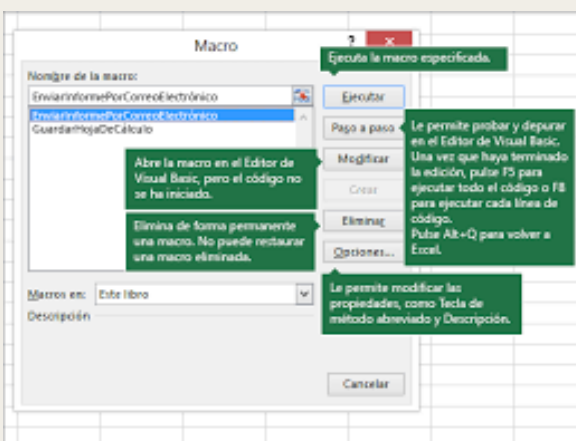 Macro
?
Ejecuta la macro especificada.
Nombre de la macro:
EnviarInformePorCorreoElectrónico
Ejecutar
EnviarInformePorCorreoElectrónico
GuardarHojaDeCálculo
Paso a paso
Le permite probar y depurar
en el Editor de Visual Basic.
Una vez que haya terminado
la edición, pulse F5 para
ejecutar todo el código o F8
para ejecutar cada línea de
código.
Pulse Alt+Q para volver a
Excel.
Abre la macro en el Editor de
Visual Basic, pero el código no
se ha iniciado.
Modificar
Crear
Elimina de forma permanente
una macro. No puede restaurar
una macro eliminada.
Eliminar
Opciones...
Le permite modificar las
propiedades, como Tecla de
método abreviado y Descripción.
Macros en: Este libro
Descripción
Cancelar